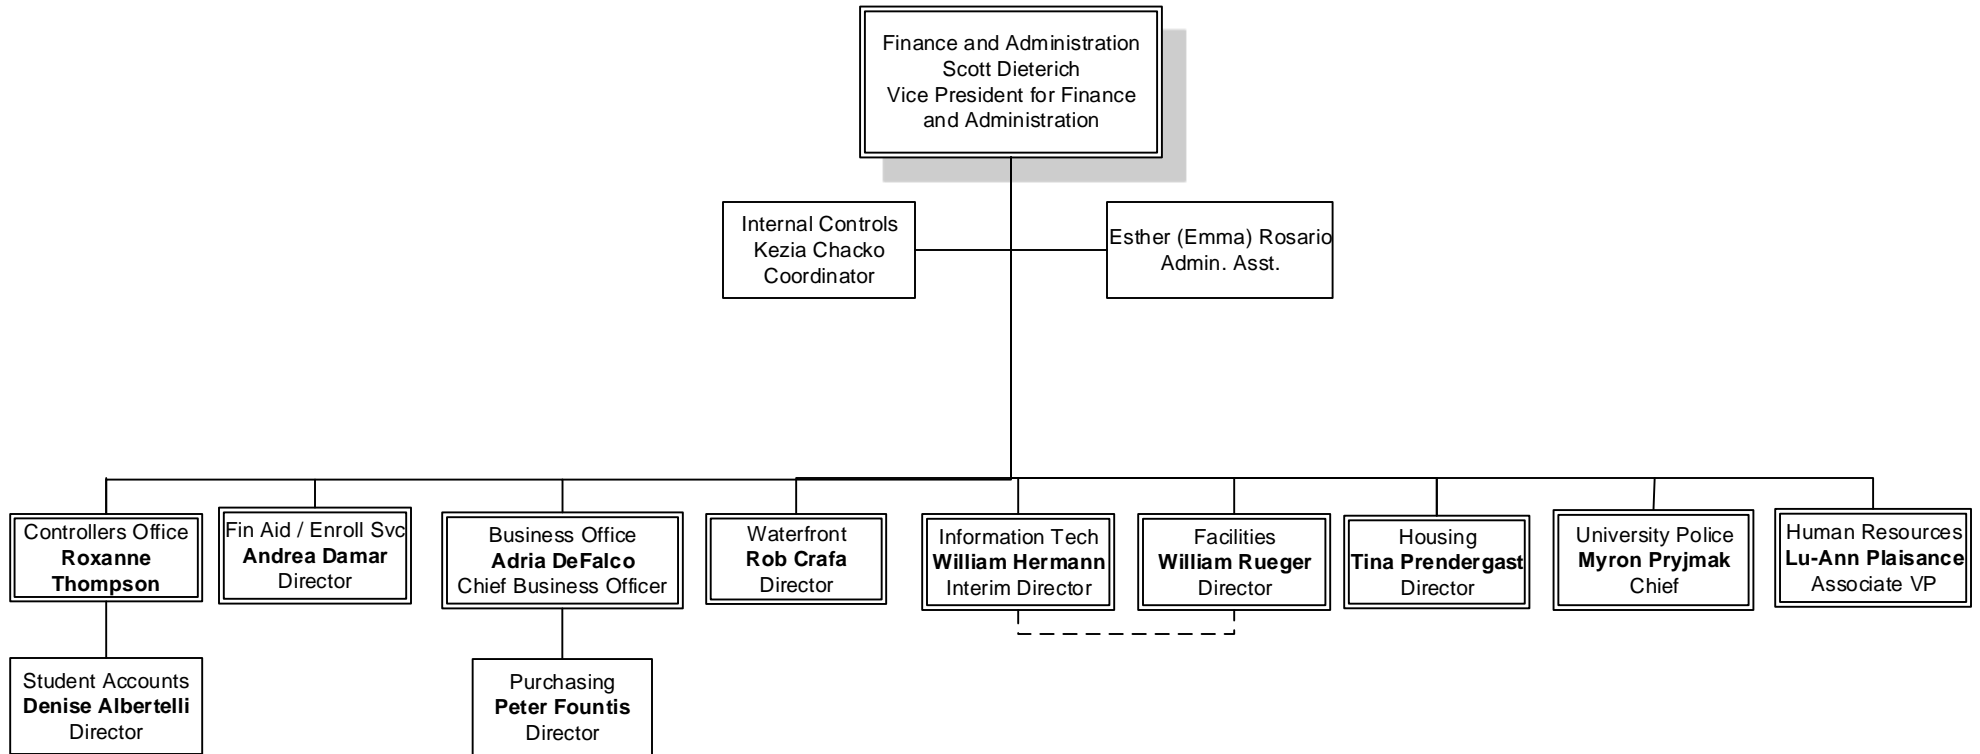 Finance and Administration
Scott Dieterich
Vice President for Finance
and Administration
Internal Controls
Kezia Chacko
Coordinator
Esther (Emma) Rosario
Admin. Asst.
Controllers Office
Roxanne
Thompson
Fin Aid / Enroll Svc
Andrea Damar
Director
Business Office
Adria DeFalco
Chief Business Officer
Waterfront
Rob Crafa
Director
Information Tech
William Hermann
Interim Director
Facilities
William Rueger
Director
Housing
Tina Prendergast
Director
University Police
Myron Pryjmak
Chief
Human Resources
Lu-Ann Plaisance
Associate VP
Student Accounts
Denise Albertelli
Director
Purchasing
Peter Fountis
Director